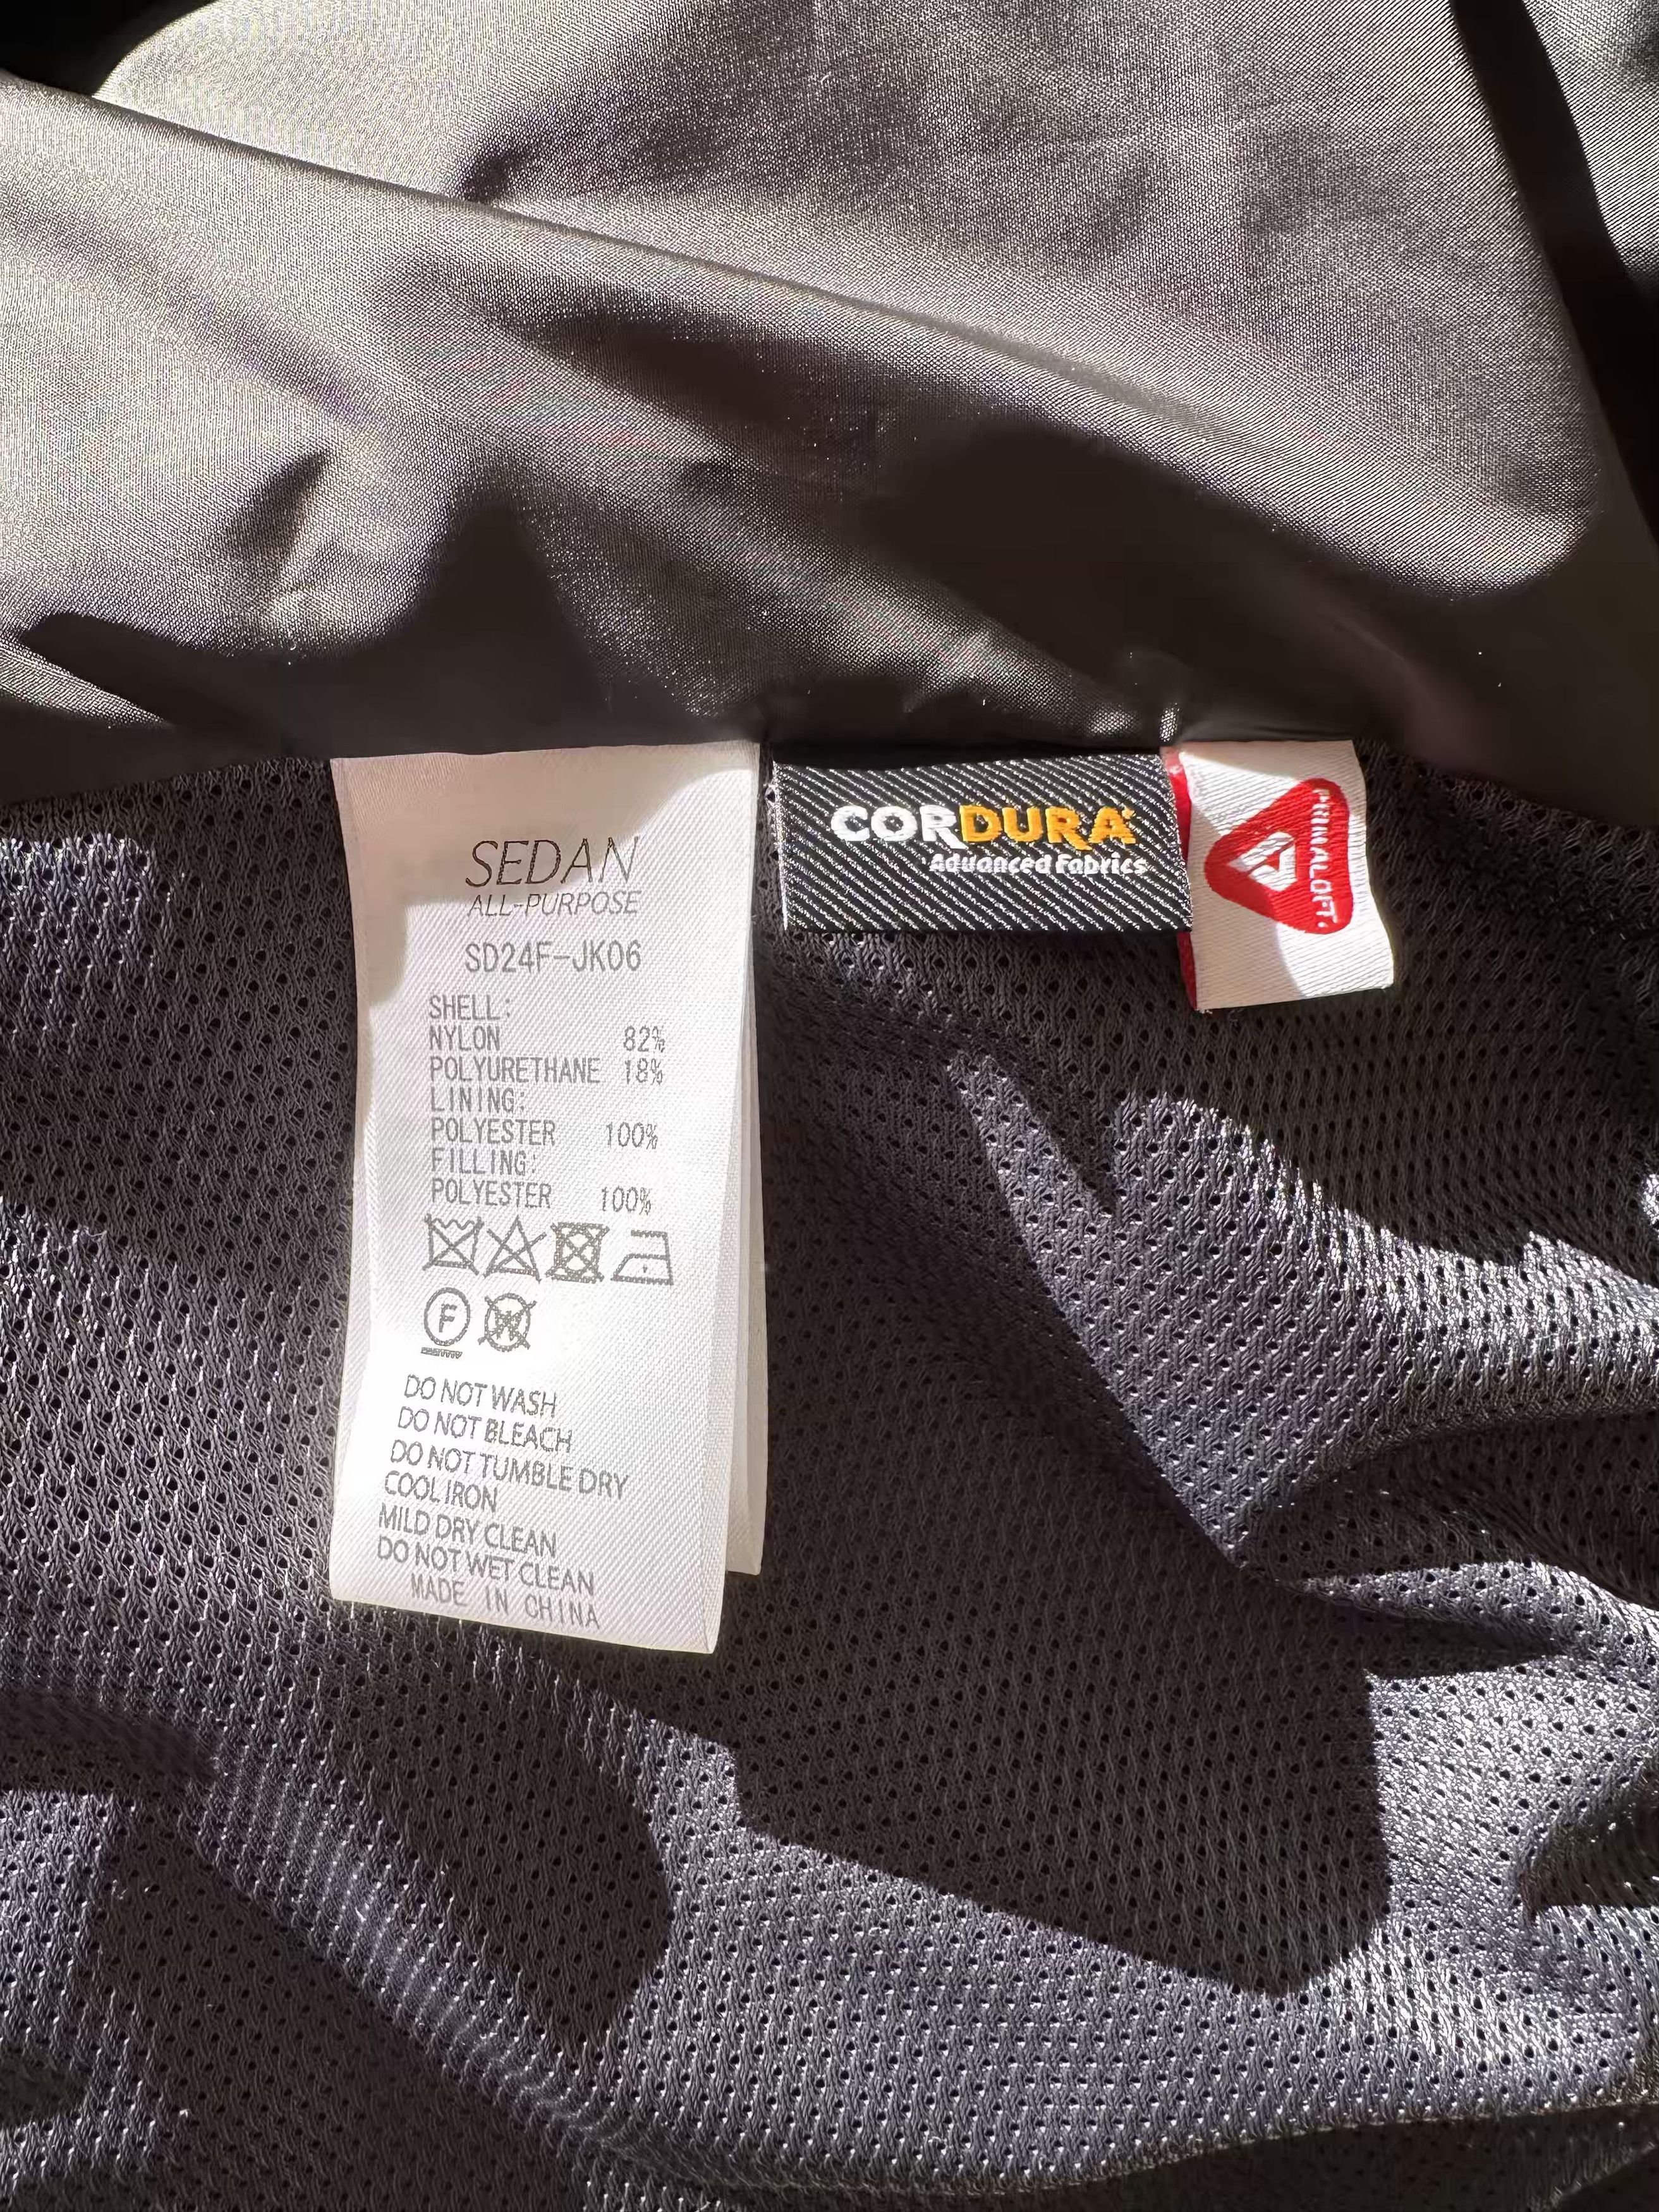 SEDAN
ALL-PURPOSE
SD24F-JK06
SHELL:
NYLON 82%
POLYURETHANE 18%
LINING:
POLYESTER 100%
FILLING:
POLYESTER 100%
F
W
DO NOT WASH
DO NOT BLEACH
DO NOT TUMBLE DRY
COOL IRON
MILD DRY CLEAN
DO NOT WET CLEAN
MADE IN CHINA
CORDURA®
Advanced Fabrics
PRIMALOFT®